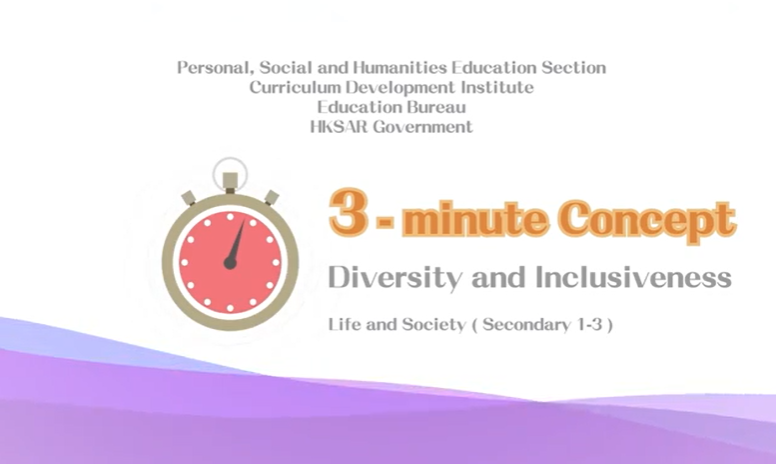 Personal, Social and Humanities Education Section
Curriculum Development Institute
Education Bureau
HKSAR Government
3 - minute Concept
Diversity and Inclusiveness
Life and Society ( Secondary 1-3 )